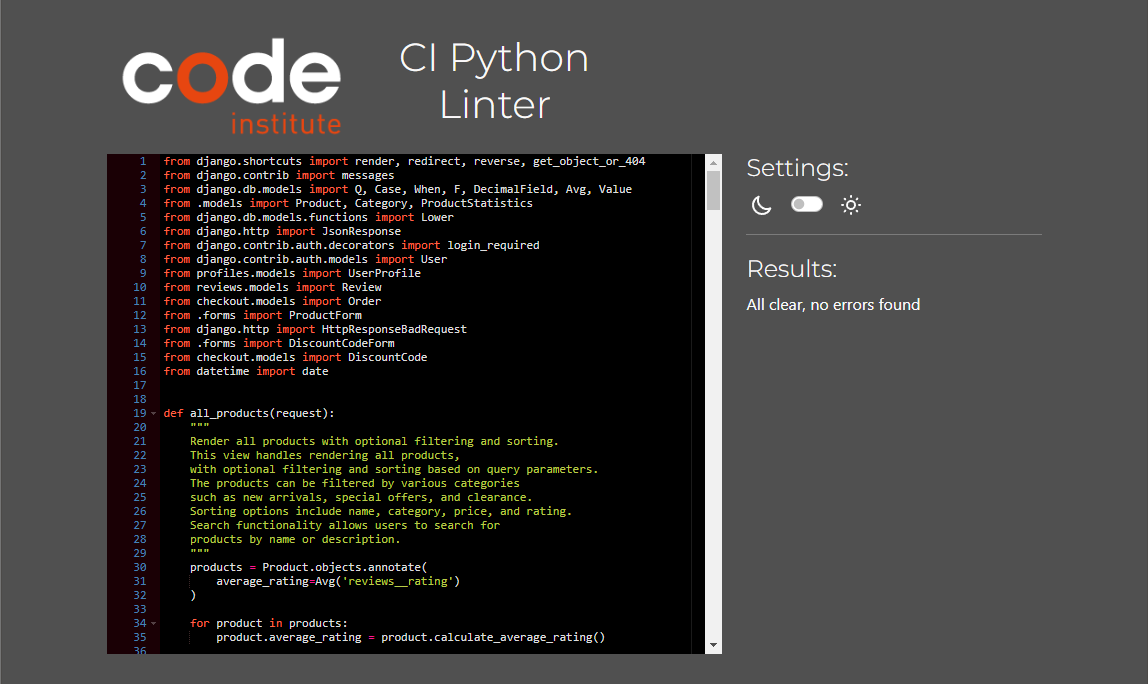 code
institute
CI Python
Linter
1 from django.shortcuts import render, redirect, reverse, get_object_or_404
2 from django.contrib import messages
3 from django.db.models import Q, Case, When, F, DecimalField, Avg, Value
4 from .models import Product, Category, ProductStatistics
5 from django.db.models.functions import Lower
6 from django.http import JsonResponse
7 from django.contrib.auth.decorators import login_required
8 from django.contrib.auth.models import User
9 from profiles.models import UserProfile
10 from reviews.models import Review
11 from checkout.models import Order
12 from .forms import ProductForm
13 from django.http import HttpResponseBadRequest
14 from .forms import DiscountCodeForm
15 from checkout.models import DiscountCode
16 from datetime import date
17
18
19 def all_products(request):
20     """
21     Render all products with optional filtering and sorting.
22     This view handles rendering all products,
23     with optional filtering and sorting based on query parameters.
24     The products can be filtered by various categories
25     such as new arrivals, special offers, and clearance.
26     Sorting options include name, category, price, and rating.
27     Search functionality allows users to search for
28     products by name or description.
29     """
30     products = Product.objects.annotate(
31         average_rating=Avg('reviews__rating')
32     )
33
34     for product in products:
35         product.average_rating = product.calculate_average_rating()
36
Settings:
Results:
All clear, no errors found